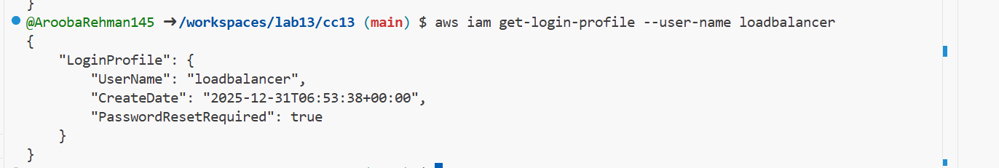 }
@AroobaRehman145 ➜/workspaces/lab13/cc13 (main) $ aws iam get-login-profile --user-name loadbalancer
{
    "LoginProfile": {
        "UserName": "loadbalancer",
        "CreateDate": "2025-12-31T06:53:38+00:00",
        "PasswordResetRequired": true
    }
}